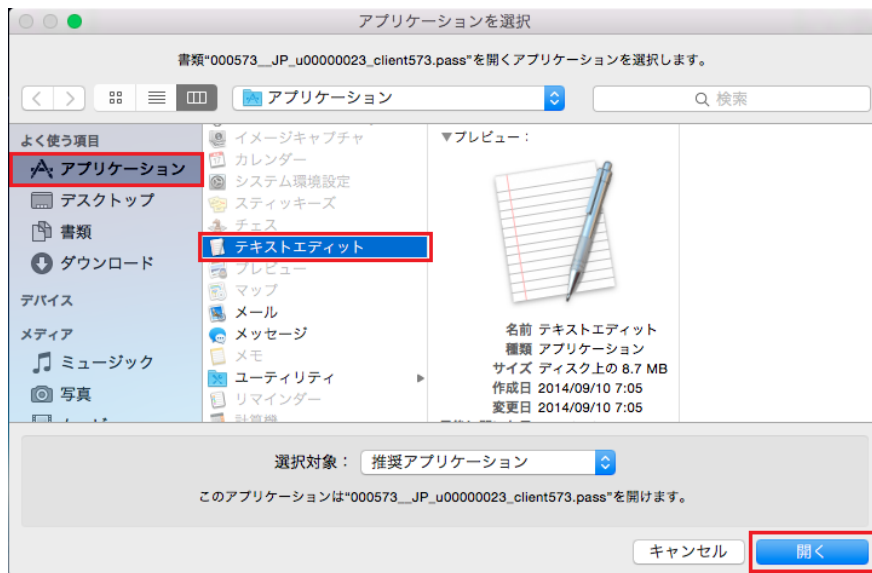 アプリケーションを選択
書類“000573__JP_u00000023_client573.pass”を開くアプリケーションを選択します。
アプリケーション
検索
よく使う項目
アプリケーション
デスクトップ
書類
ダウンロード
デバイス
メディア
ミュージック
写真
イメージキャプチャ
カレンダー
システム環境設定
スティッキーズ
チェス
テキストエディット
プレビュー
マップ
メール
メッセージ
メモ
ユーティリティ
リマインダー
計算機
▼プレビュー：
名前 テキストエディット
種類 アプリケーション
サイズ ディスク上の 8.7 MB
作成日 2014/09/10 7:05
変更日 2014/09/10 7:05
選択対象： 推奨アプリケーション
このアプリケーションは“000573__JP_u00000023_client573.pass”を開けます。
キャンセル
開く